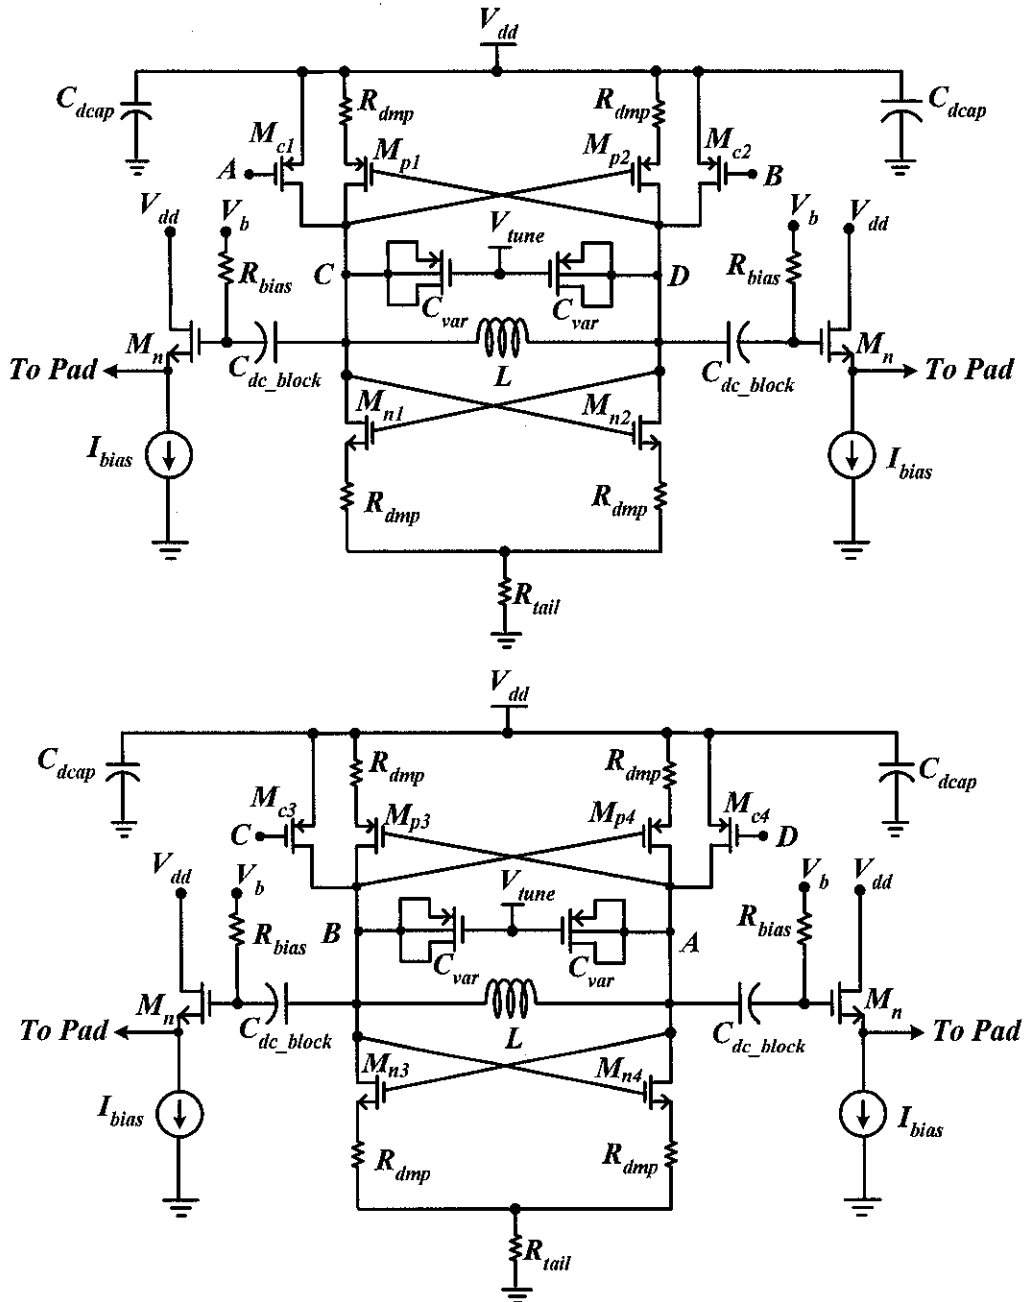 V_dd
C_dcap
R_dmp
R_dmp
C_dcap
M_c1
M_p1
M_p2
M_c2
A
B
V_dd
V_b
V_tune
V_b
V_dd
R_bias
C
D
R_bias
C_var
C_var
M_n
C_dc_block
L
C_dc_block
M_n
To Pad
To Pad
M_n1
M_n2
I_bias
I_bias
R_dmp
R_dmp
R_tail
V_dd
C_dcap
R_dmp
R_dmp
C_dcap
M_c3
M_p3
M_p4
M_c4
C
D
V_dd
V_b
V_tune
V_b
V_dd
R_bias
B
A
R_bias
C_var
C_var
M_n
C_dc_block
L
C_dc_block
M_n
To Pad
To Pad
M_n3
M_n4
I_bias
I_bias
R_dmp
R_dmp
R_tail